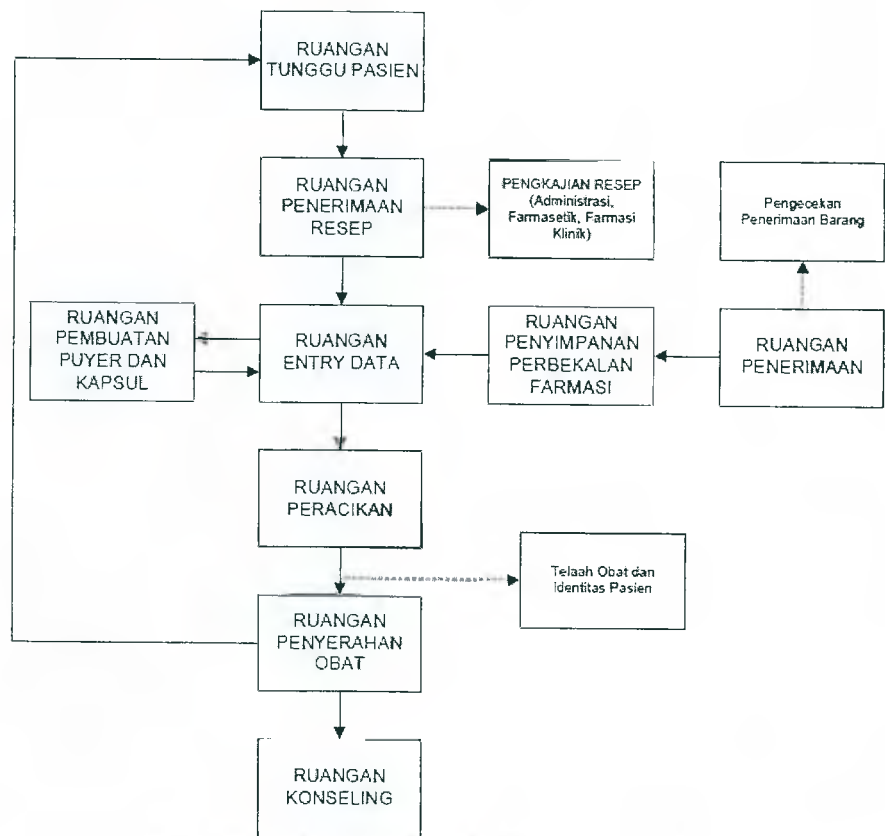 RUANGAN
TUNGGU PASIEN
RUANGAN
PENERIMAAN
RESEP
PENGKAJIAN RESEP
(Administrasi,
Farmasetik, Farmasi
Klinik)
Pengecekan
Penerimaan Barang
RUANGAN
PEMBUATAN
PUYER DAN
KAPSUL
RUANGAN
ENTRY DATA
RUANGAN
PENYIMPANAN
PERBEKALAN
FARMASI
RUANGAN
PENERIMAAN
RUANGAN
PERACIKAN
Telaah Obat dan
Identitas Pasien
RUANGAN
PENYERAHAN
OBAT
RUANGAN
KONSELING